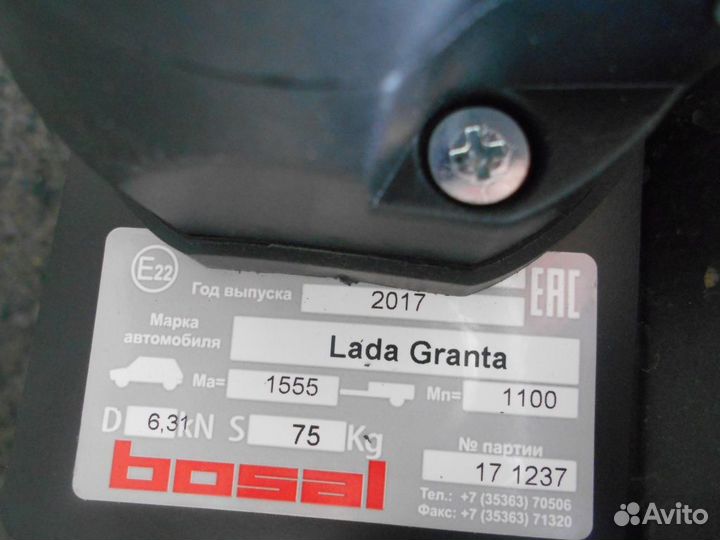 E22
Год выпуска 2017 EAC
Марка автомобиля Lada Granta
Ma= 1555 Mп= 1100
D 6,31 kN S 75 Kg
№ партии
17 1237
bosal
Тел.: +7 (35363) 70506
Факс: +7 (35363) 71320
Avito